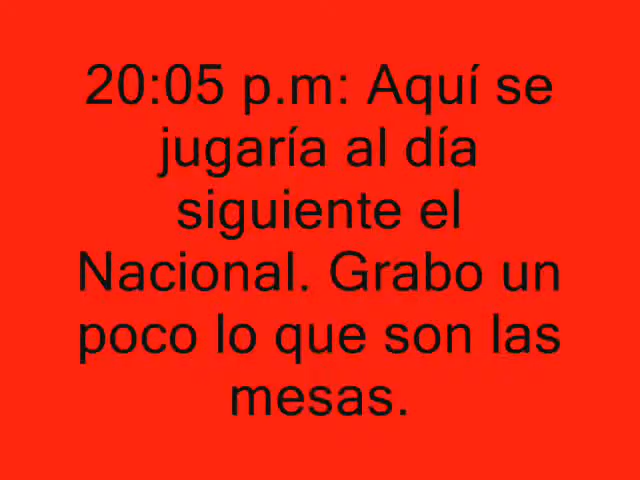 20:05 p.m: Aquí se
jugaría al día
siguiente el
Nacional. Grabo un
poco lo que son las
mesas.